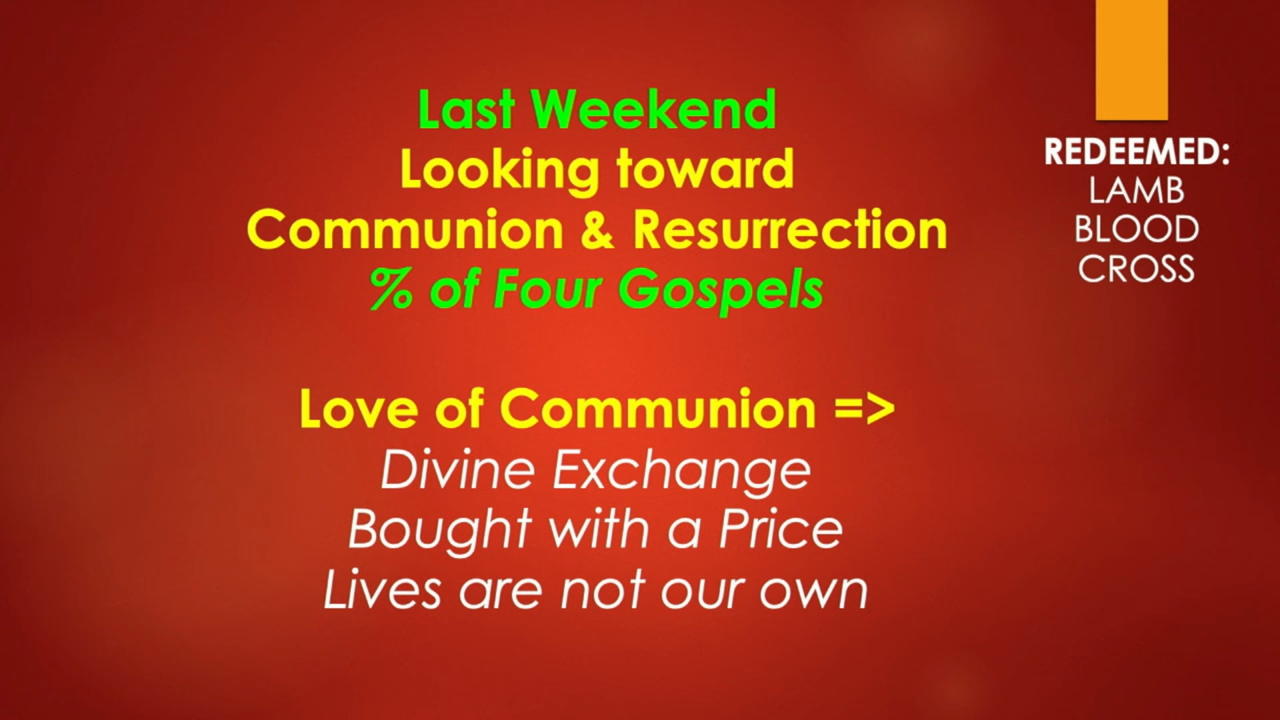 Last Weekend
Looking toward
Communion & Resurrection
% of Four Gospels
Love of Communion =>
Divine Exchange
Bought with a Price
Lives are not our own
REDEEMED:
LAMB
BLOOD
CROSS